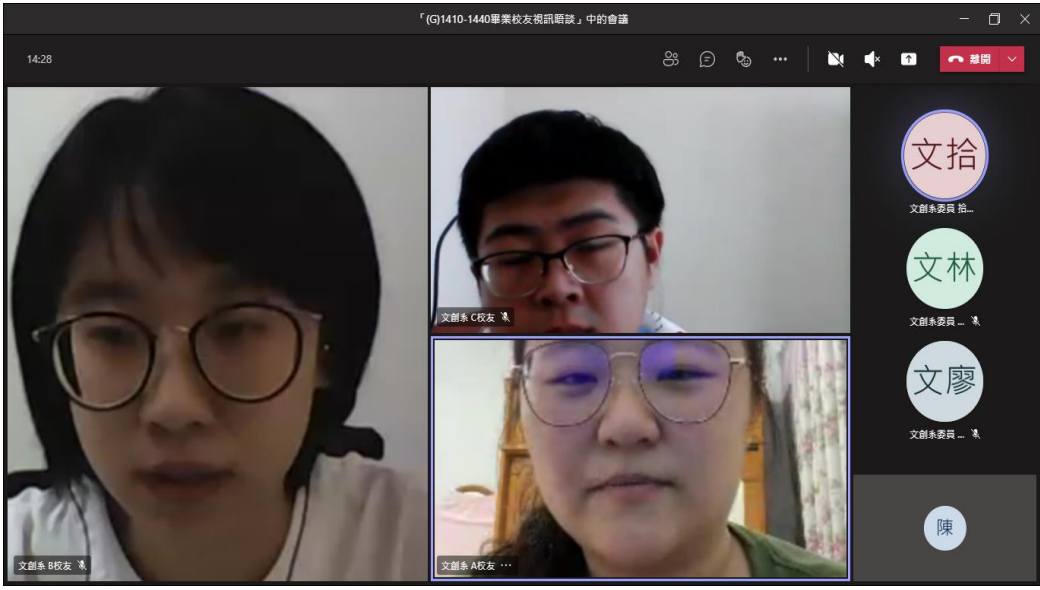 「(G)1410-1440畢業校友視訊晤談」中的會議
14:28
離開
文拾
文創系委員 拾...
文林
文創系委員 ...
文廖
文創系委員 ...
陳
文創系 C校友
文創系 B校友
文創系 A校友 ···